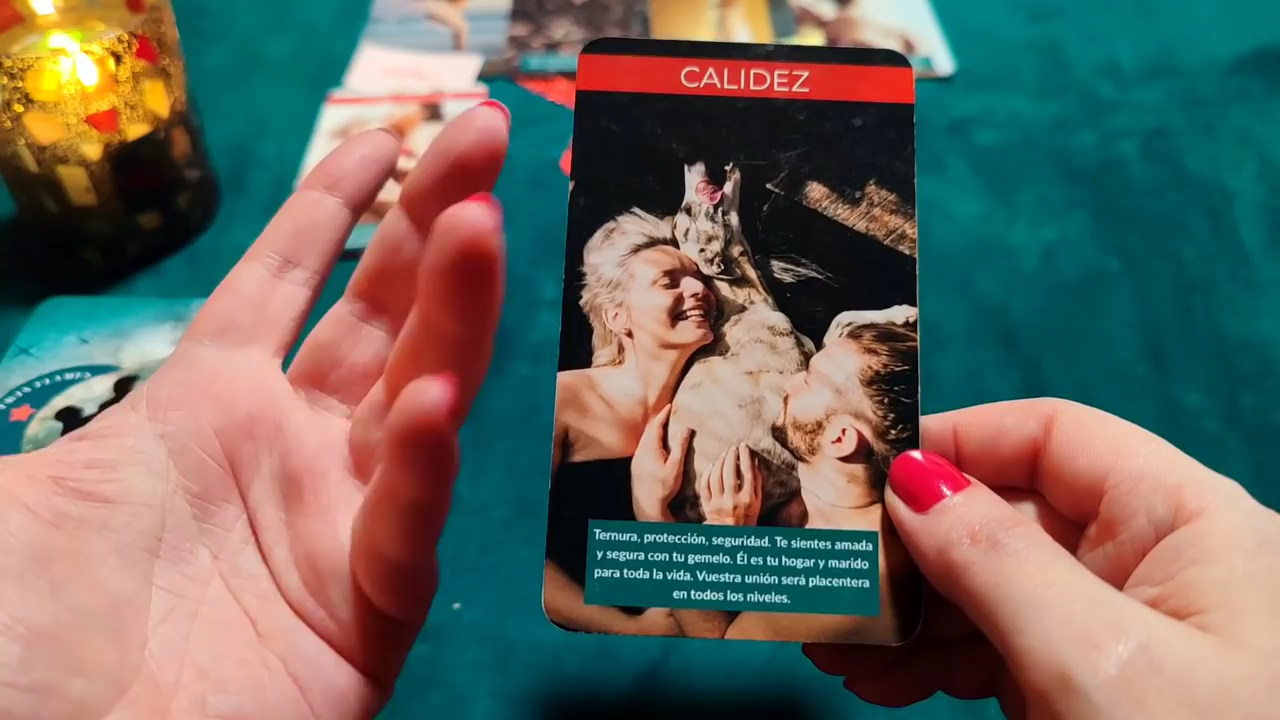 CALIDEZ
Ternura, protección, seguridad. Te sientes amada
y segura con tu gemelo. Él es tu hogar y marido
para toda la vida. Vuestra unión será placentera
en todos los niveles.